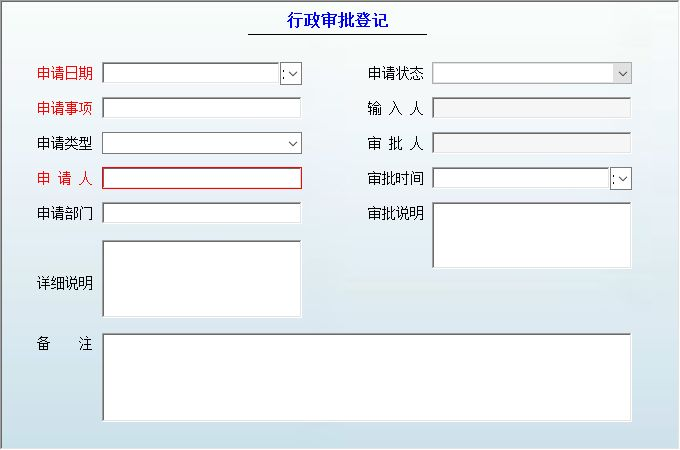 行政审批登记
申请日期
申请状态
申请事项
输 入 人
申请类型
审 批 人
申 请 人
审批时间
申请部门
审批说明
详细说明
备 注